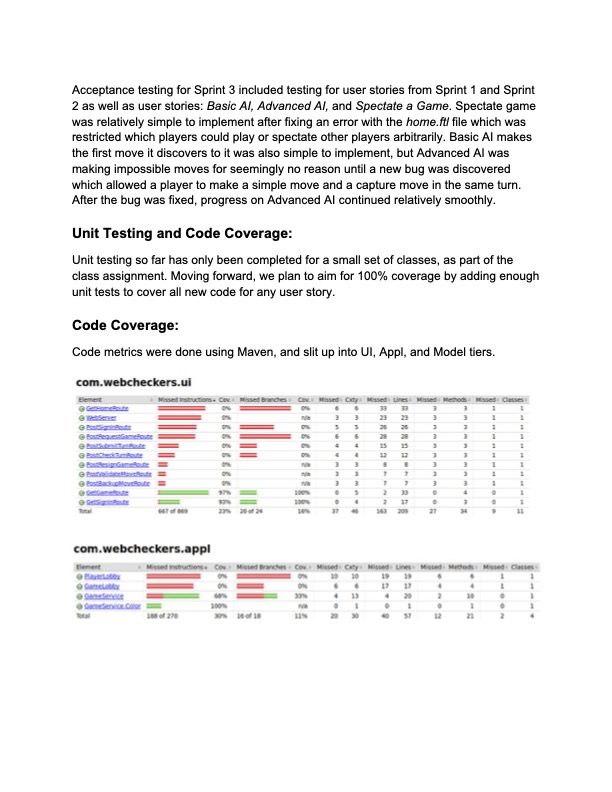 Acceptance testing for Sprint 3 included testing for user stories from Sprint 1 and Sprint
2 as well as user stories: Basic AI, Advanced AI, and Spectate a Game. Spectate game
was relatively simple to implement after fixing an error with the home.ftl file which was
restricted which players could play or spectate other players arbitrarily. Basic AI makes
the first move it discovers to it was also simple to implement, but Advanced AI was
making impossible moves for seemingly no reason until a new bug was discovered
which allowed a player to make a simple move and a capture move in the same turn.
After the bug was fixed, progress on Advanced AI continued relatively smoothly.
Unit Testing and Code Coverage:
Unit testing so far has only been completed for a small set of classes, as part of the
class assignment. Moving forward, we plan to aim for 100% coverage by adding enough
unit tests to cover all new code for any user story.
Code Coverage:
Code metrics were done using Maven, and slit up into UI, Appl, and Model tiers.
com.webcheckers.ui
Element Missed Instructions Cov. Missed Branches Cov. Missed Cxty Missed Lines Missed Methods Missed Classes
GetHomeRoute 0% 0% 6 6 33 33 3 3 1 1
WebServer 0% n/a 3 3 23 23 3 3 1 1
PostSignInRoute 0% 0% 5 5 26 26 3 3 1 1
PostRequestGameRoute 0% 0% 6 6 28 28 3 3 1 1
PostSubmitTurnRoute 0% 0% 4 4 15 15 3 3 1 1
PostCheckTurnRoute 0% 0% 4 4 12 12 3 3 1 1
PostResignGameRoute 0% n/a 3 3 8 8 3 3 1 1
PostValidateMoveRoute 0% n/a 3 3 7 7 3 3 1 1
PostBackupMoveRoute 0% n/a 3 3 7 7 3 3 1 1
GetGameRoute 97% 100% 0 5 2 33 0 4 0 1
GetSignInRoute 93% 100% 0 4 2 17 0 3 0 1
Total 667 of 869 23% 20 of 24 16% 37 46 163 209 27 34 9 11
com.webcheckers.appl
Element Missed Instructions Cov. Missed Branches Cov. Missed Cxty Missed Lines Missed Methods Missed Classes
PlayerLobby 0% 0% 10 10 19 19 6 6 1 1
GameLobby 0% 0% 6 6 17 17 4 4 1 1
GameService 68% 33% 4 13 4 20 2 10 0 1
GameService.Color 100% n/a 0 1 0 1 0 1 0 1
Total 188 of 270 30% 16 of 18 11% 20 30 40 57 12 21 2 4